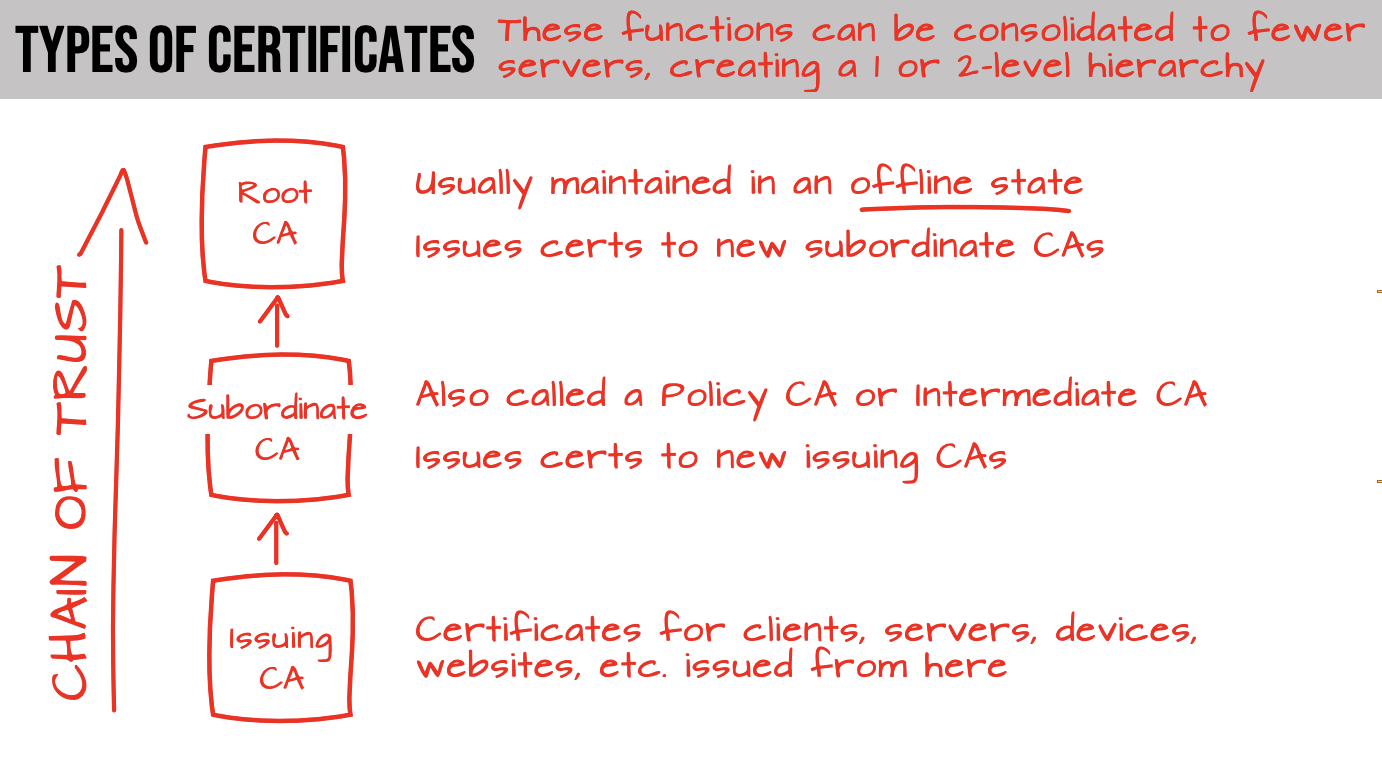 TYPES OF CERTIFICATES
These functions can be consolidated to fewer
servers, creating a 1 or 2-level hierarchy
CHAIN OF TRUST
Root
CA
Usually maintained in an offline state
Issues certs to new subordinate CAs
Subordinate
CA
Also called a Policy CA or Intermediate CA
Issues certs to new issuing CAs
Issuing
CA
Certificates for clients, servers, devices,
websites, etc. issued from here